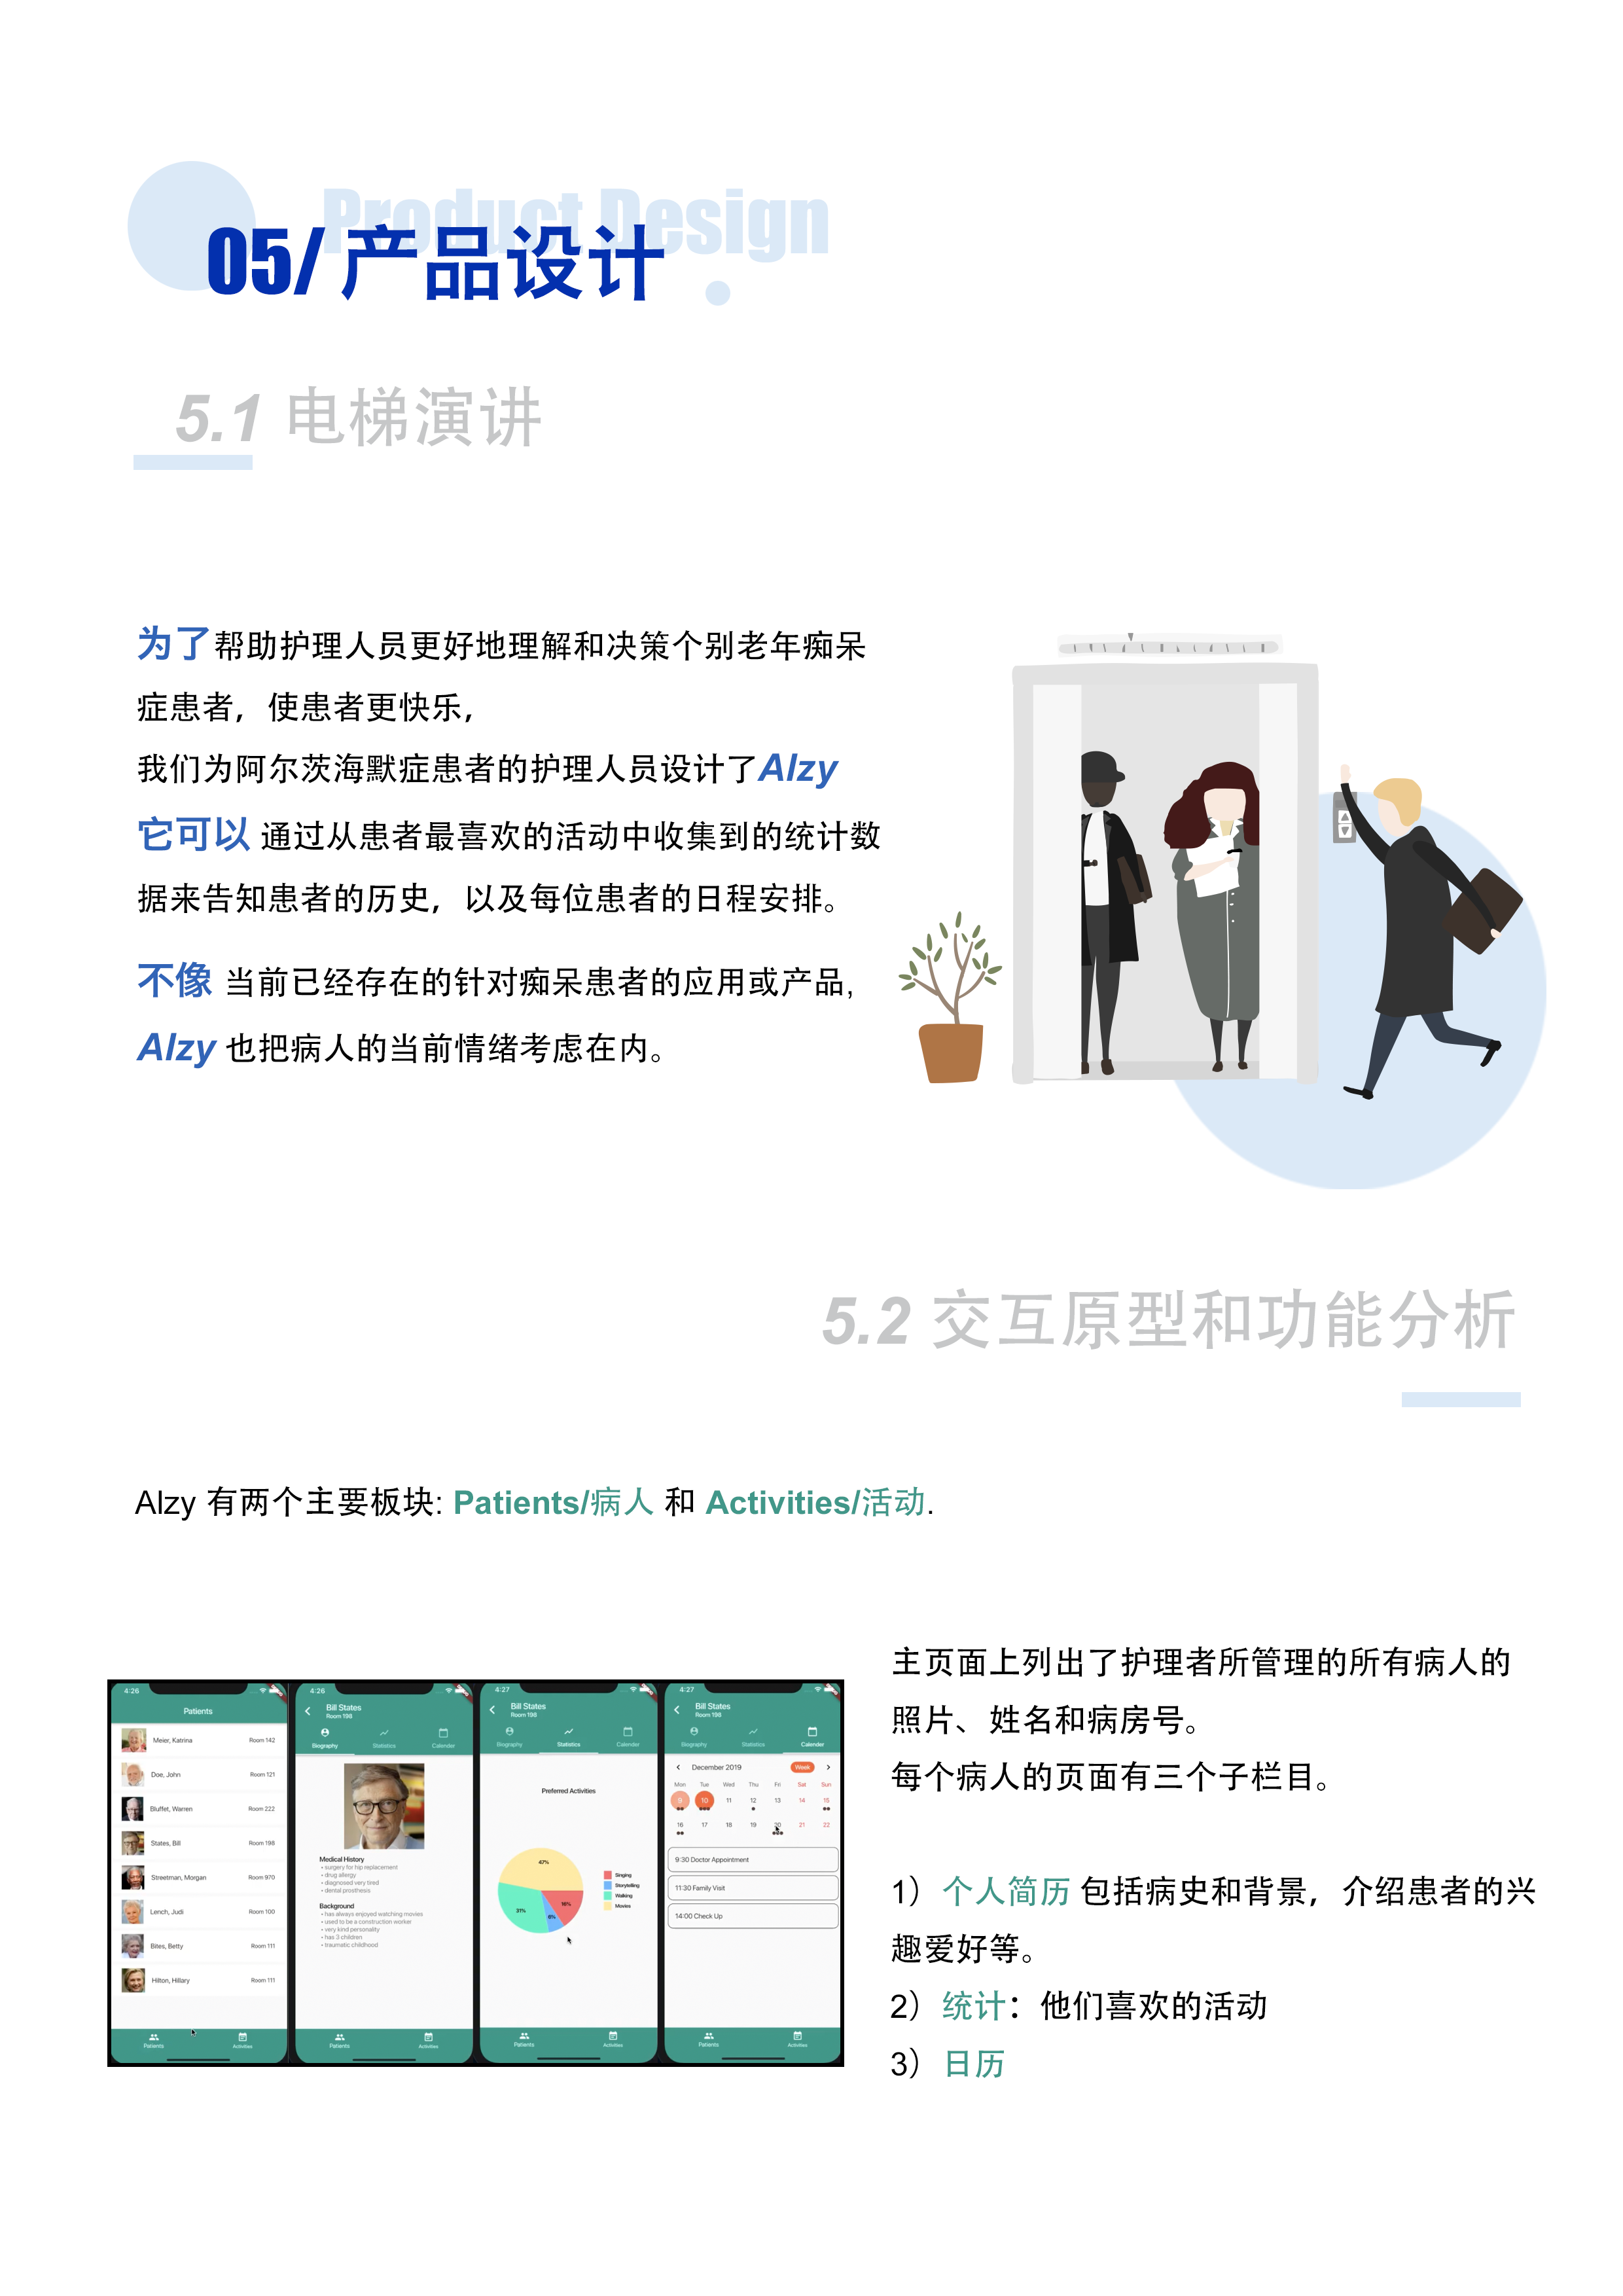 Product Design
05/产品设计
5.1 电梯演讲
为了帮助护理人员更好地理解和决策个别老年痴呆
症患者，使患者更快乐，
我们为阿尔茨海默症患者的护理人员设计了Alzy
它可以 通过从患者最喜欢的活动中收集到的统计数
据来告知患者的历史，以及每位患者的日程安排。
不像 当前已经存在的针对痴呆患者的应用或产品，
Alzy 也把病人的当前情绪考虑在内。
5.2 交互原型和功能分析
Alzy 有两个主要板块: Patients/病人 和 Activities/活动.
4:26
Patients
Meier, Katrina Room 142
Doe, John Room 121
Bluffet, Warren Room 222
States, Bill Room 198
Streetman, Morgan Room 970
Lench, Judi Room 100
Bites, Betty Room 111
Hilton, Hillary Room 111
Patients Activities
4:26
Bill States
Room 198
Biography Statistics Calender
Medical History
• surgery for hip replacement
• drug allergy
• diagnosed very tired
• dental prosthesis
Background
• has always enjoyed watching movies
• used to be a construction worker
• very kind personality
• has 3 children
• traumatic childhood
Patients Activities
4:27
Bill States
Room 198
Biography Statistics Calender
Preferred Activities
47%
16%
31%
6%
Singing
Storytelling
Walking
Movies
Patients Activities
4:27
Bill States
Room 198
Biography Statistics Calender
December 2019 Week
Mon Tue Wed Thu Fri Sat Sun
9 10 11 12 13 14 15
16 17 18 19 20 21 22
9:30 Doctor Appointment
11:30 Family Visit
14:00 Check Up
Patients Activities
主页面上列出了护理者所管理的所有病人的
照片、姓名和病房号。
每个病人的页面有三个子栏目。
1）个人简历 包括病史和背景，介绍患者的兴
趣爱好等。
2）统计：他们喜欢的活动
3）日历